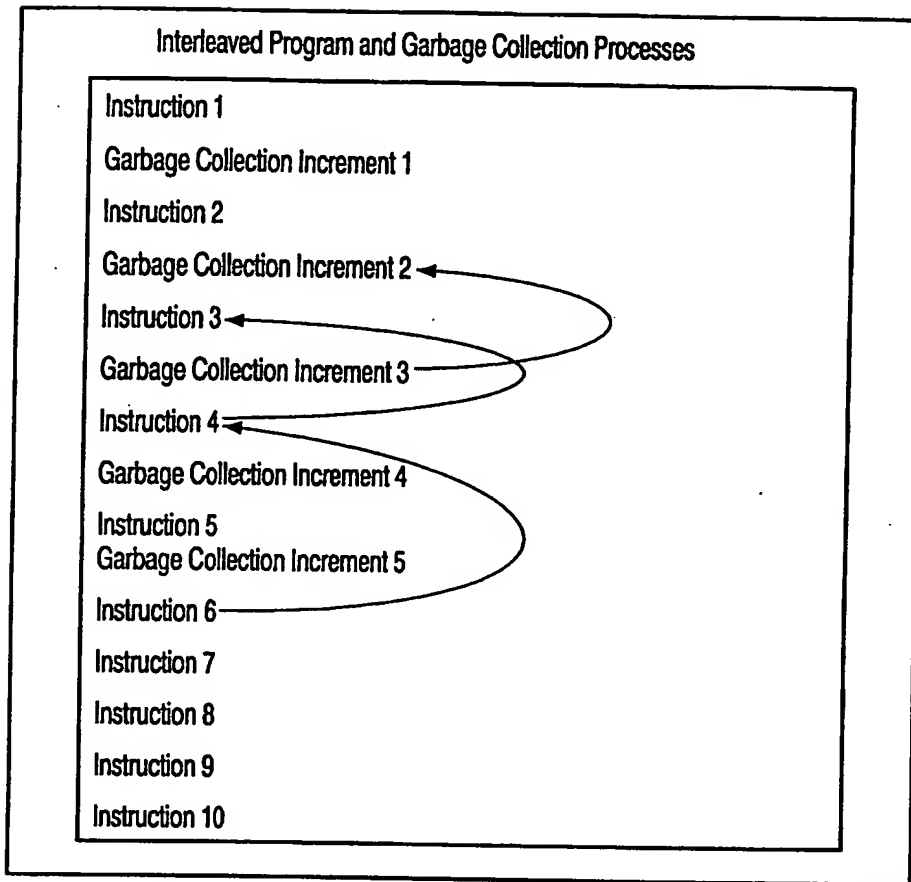 Interleaved Program and Garbage Collection Processes
Instruction 1
Garbage Collection Increment 1
Instruction 2
Garbage Collection Increment 2
Instruction 3
Garbage Collection Increment 3
Instruction 4
Garbage Collection Increment 4
Instruction 5
Garbage Collection Increment 5
Instruction 6
Instruction 7
Instruction 8
Instruction 9
Instruction 10